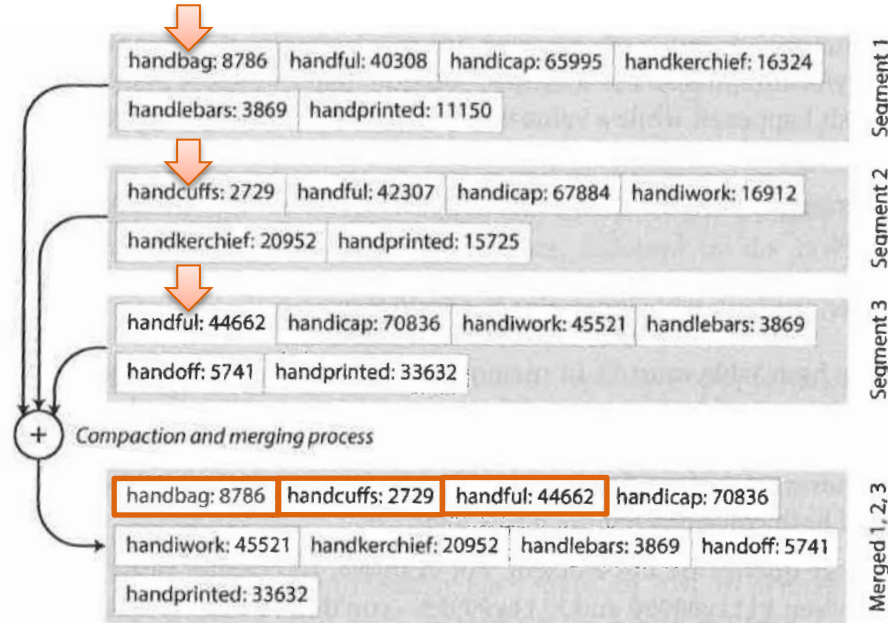 handbag: 8786 handful: 40308 handicap: 65995 handkerchief: 16324
handlebars: 3869 handprinted: 11150
Segment 1
handcuffs: 2729 handful: 42307 handicap: 67884 handiwork: 16912
handkerchief: 20952 handprinted: 15725
Segment 2
handful: 44662 handicap: 70836 handiwork: 45521 handlebars: 3869
handoff: 5741 handprinted: 33632
Segment 3
+ Compaction and merging process
handbag: 8786 handcuffs: 2729 handful: 44662 handicap: 70836
handiwork: 45521 handkerchief: 20952 handlebars: 3869 handoff: 5741
handprinted: 33632
Merged 1, 2, 3